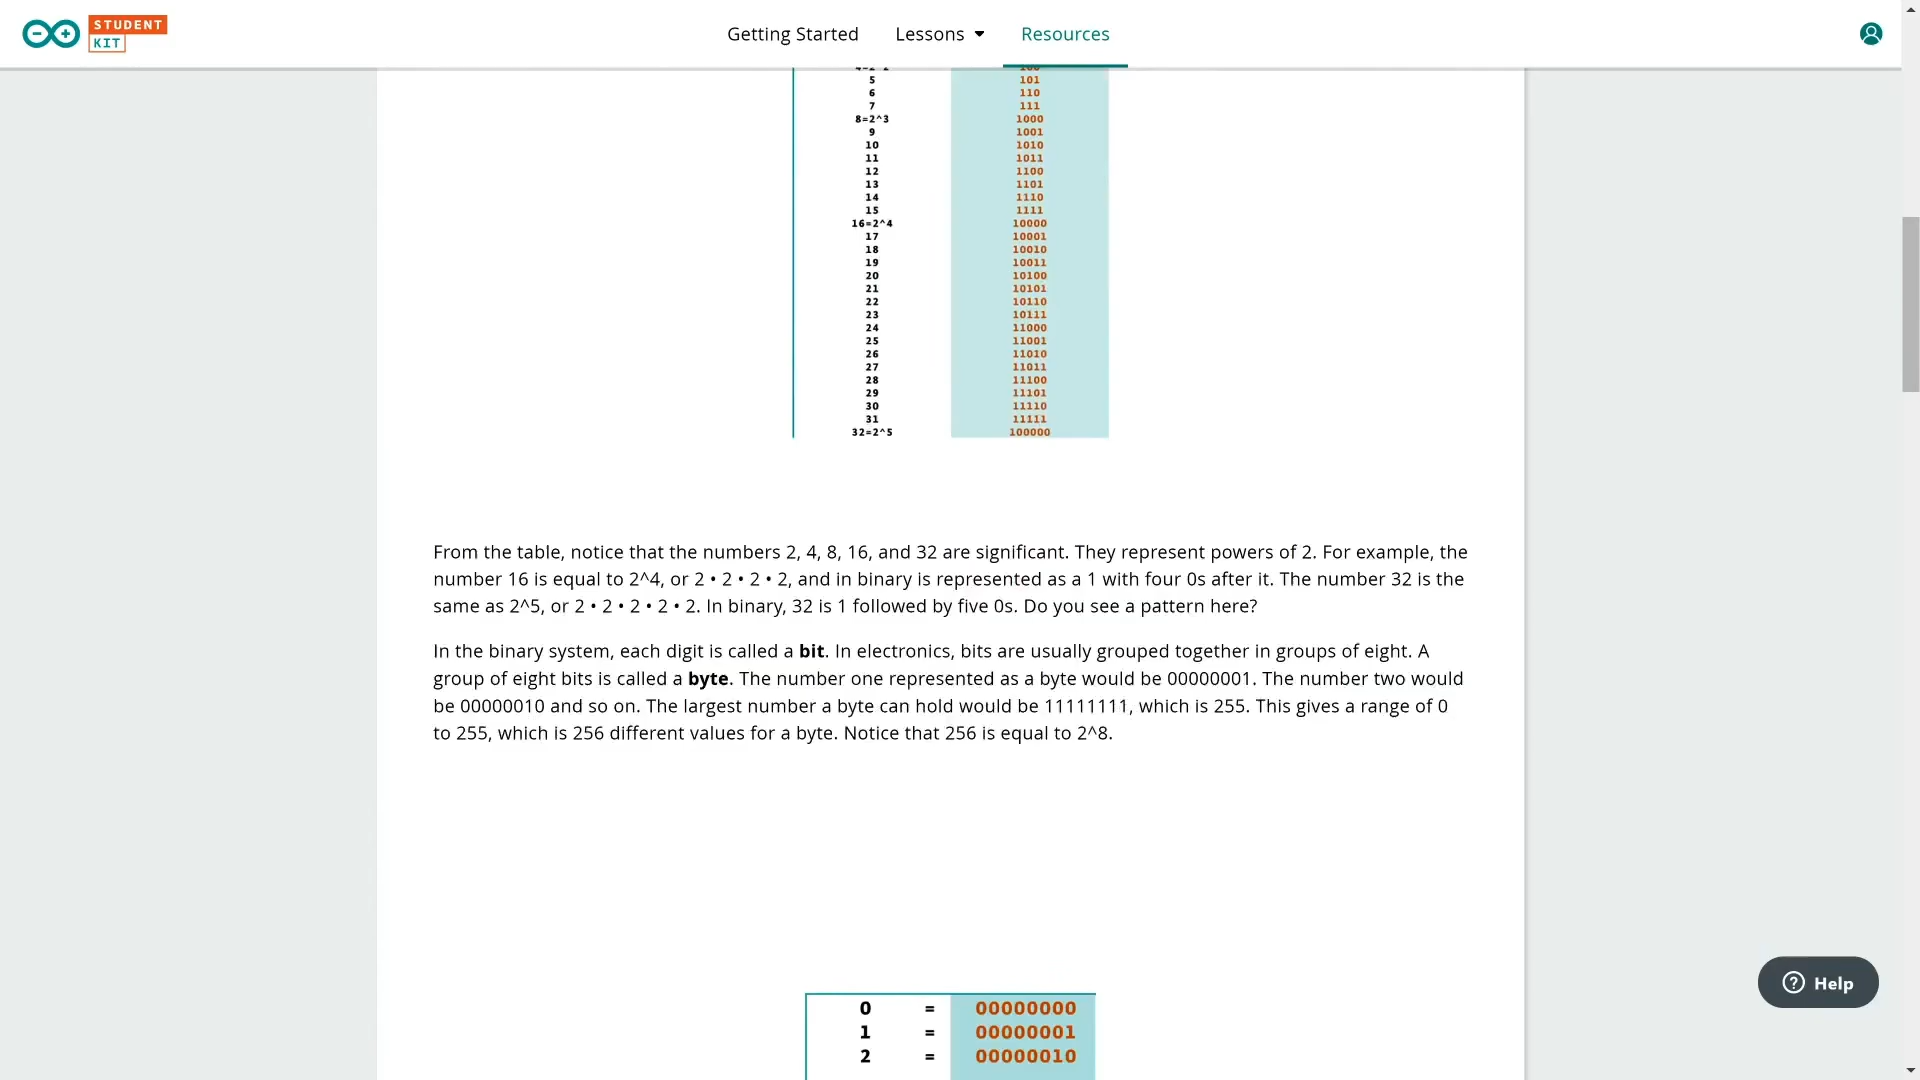 STUDENT
KIT
Getting Started
Lessons
Resources
5 101
6 110
7 111
8=2^3 1000
9 1001
10 1010
11 1011
12 1100
13 1101
14 1110
15 1111
16=2^4 10000
17 10001
18 10010
19 10011
20 10100
21 10101
22 10110
23 10111
24 11000
25 11001
26 11010
27 11011
28 11100
29 11101
30 11110
31 11111
32=2^5 100000
From the table, notice that the numbers 2, 4, 8, 16, and 32 are significant. They represent powers of 2. For example, the
number 16 is equal to 2^4, or 2 • 2 • 2 • 2, and in binary is represented as a 1 with four 0s after it. The number 32 is the
same as 2^5, or 2 • 2 • 2 • 2 • 2. In binary, 32 is 1 followed by five 0s. Do you see a pattern here?
In the binary system, each digit is called a bit. In electronics, bits are usually grouped together in groups of eight. A
group of eight bits is called a byte. The number one represented as a byte would be 00000001. The number two would
be 00000010 and so on. The largest number a byte can hold would be 11111111, which is 255. This gives a range of 0
to 255, which is 256 different values for a byte. Notice that 256 is equal to 2^8.
0 = 00000000
1 = 00000001
2 = 00000010
? Help